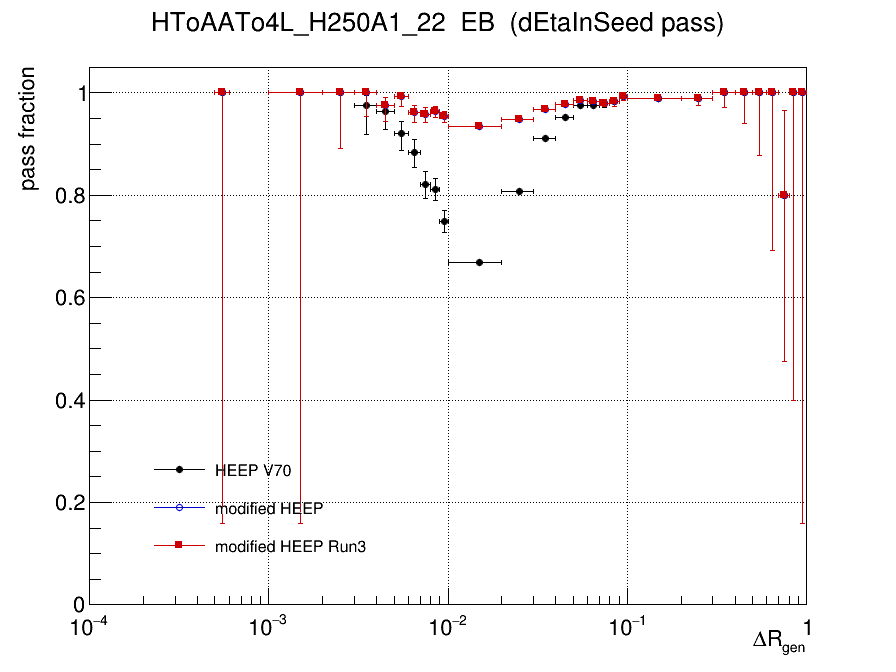 HToAATo4L_H250A1_22 EB (dEtaInSeed pass)
pass fraction
1
0.8
0.6
0.4
0.2
0
HEEP V70
modified HEEP
modified HEEP Run3
10⁻⁴ 10⁻³ 10⁻² 10⁻¹ 1
ΔR_gen